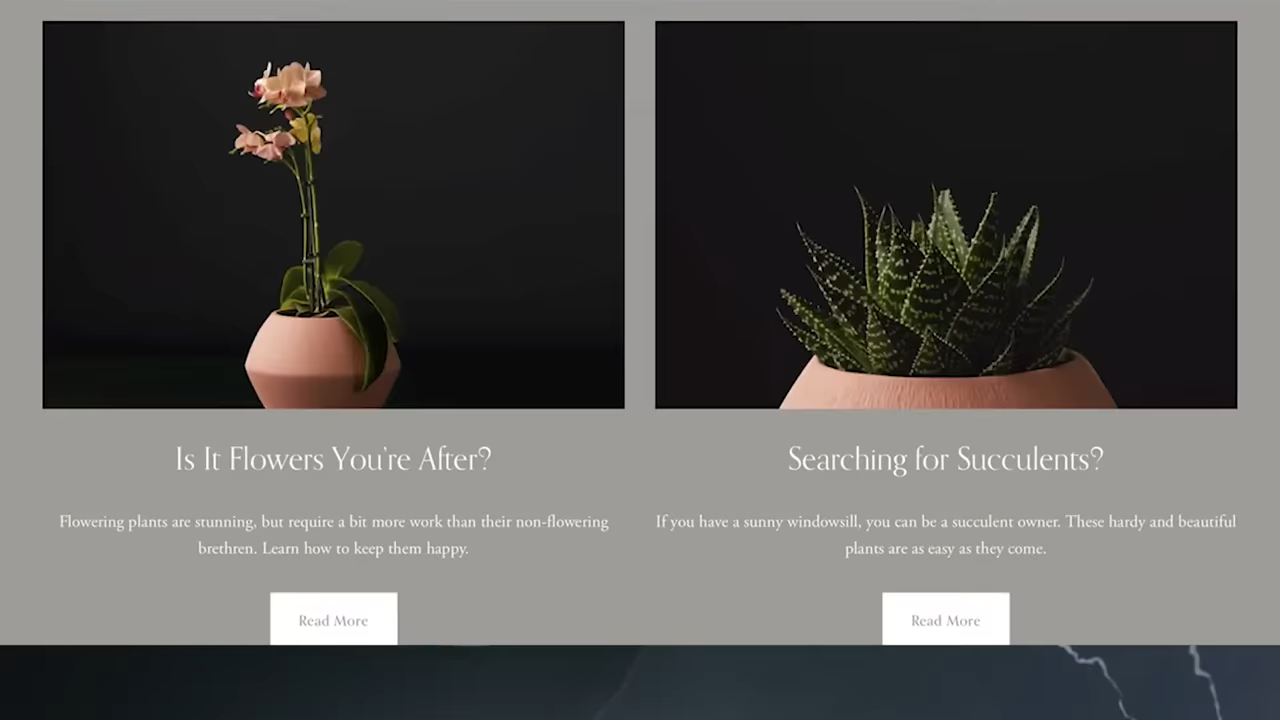 Is It Flowers You're After?
Flowering plants are stunning, but require a bit more work than their non-flowering
brethren. Learn how to keep them happy.
Read More
Searching for Succulents?
If you have a sunny windowsill, you can be a succulent owner. These hardy and beautiful
plants are as easy as they come.
Read More